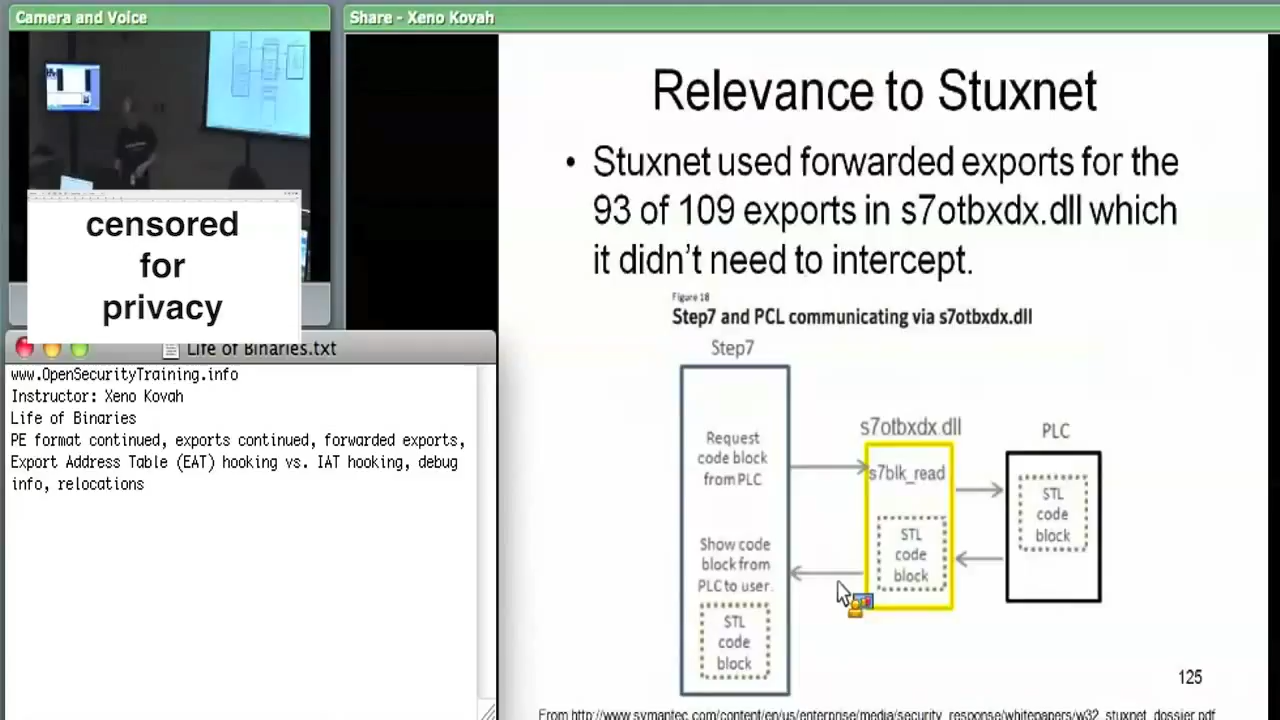 Camera and Voice
Share - Xeno Kovah
censored
for
privacy
Life of Binaries.txt
www.OpenSecurityTraining.info
Instructor: Xeno Kovah
Life of Binaries
PE format continued, exports continued, forwarded exports,
Export Address Table (EAT) hooking vs. IAT hooking, debug
info, relocations
Relevance to Stuxnet
• Stuxnet used forwarded exports for the
93 of 109 exports in s7otbxdx.dll which
it didn't need to intercept.
Figure 18
Step7 and PCL communicating via s7otbxdx.dll
Step7
Request
code block
from PLC
Show code
block from
PLC to user.
STL
code
block
s7otbxdx.dll
s7blk_read
STL
code
block
PLC
STL
code
block
125
From http://www.symantec.com/content/en/us/enterprise/media/security_response/whitepapers/w32_stuxnet_dossier.pdf